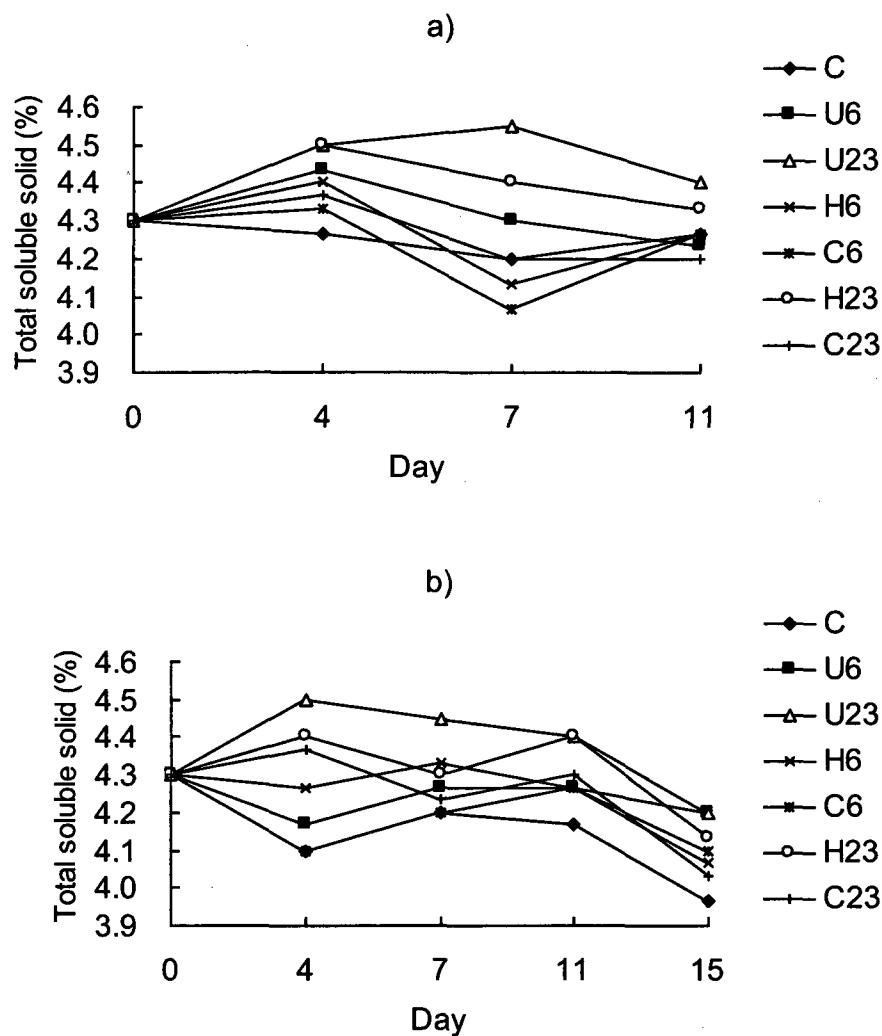 a)
Total soluble solid (%)
4.6
4.5
4.4
4.3
4.2
4.1
4.0
3.9
0 4 7 11
Day
C
U6
U23
H6
C6
H23
C23
b)
Total soluble solid (%)
4.6
4.5
4.4
4.3
4.2
4.1
4.0
3.9
0 4 7 11 15
Day
C
U6
U23
H6
C6
H23
C23